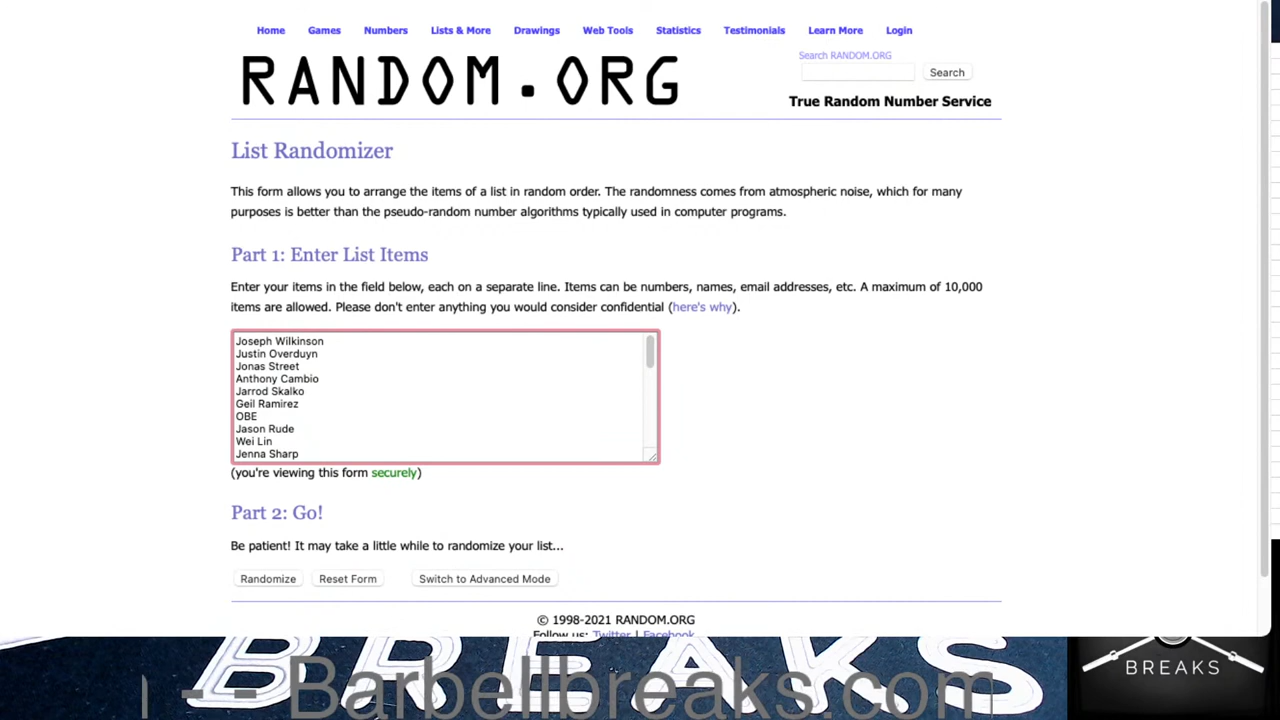 Home Games Numbers Lists & More Drawings Web Tools Statistics Testimonials Learn More Login
RANDOM.ORG
Search RANDOM.ORG
Search
True Random Number Service
List Randomizer
This form allows you to arrange the items of a list in random order. The randomness comes from atmospheric noise, which for many
purposes is better than the pseudo-random number algorithms typically used in computer programs.
Part 1: Enter List Items
Enter your items in the field below, each on a separate line. Items can be numbers, names, email addresses, etc. A maximum of 10,000
items are allowed. Please don't enter anything you would consider confidential (here's why).
Joseph Wilkinson
Justin Overduyn
Jonas Street
Anthony Cambio
Jarrod Skalko
Geil Ramirez
OBE
Jason Rude
Wei Lin
Jenna Sharp
(you're viewing this form securely)
Part 2: Go!
Be patient! It may take a little while to randomize your list...
Randomize Reset Form Switch to Advanced Mode
© 1998-2021 RANDOM.ORG
Follow us: Twitter | Facebook
BREAKS
- - Barbellbreaks.com
BREAKS